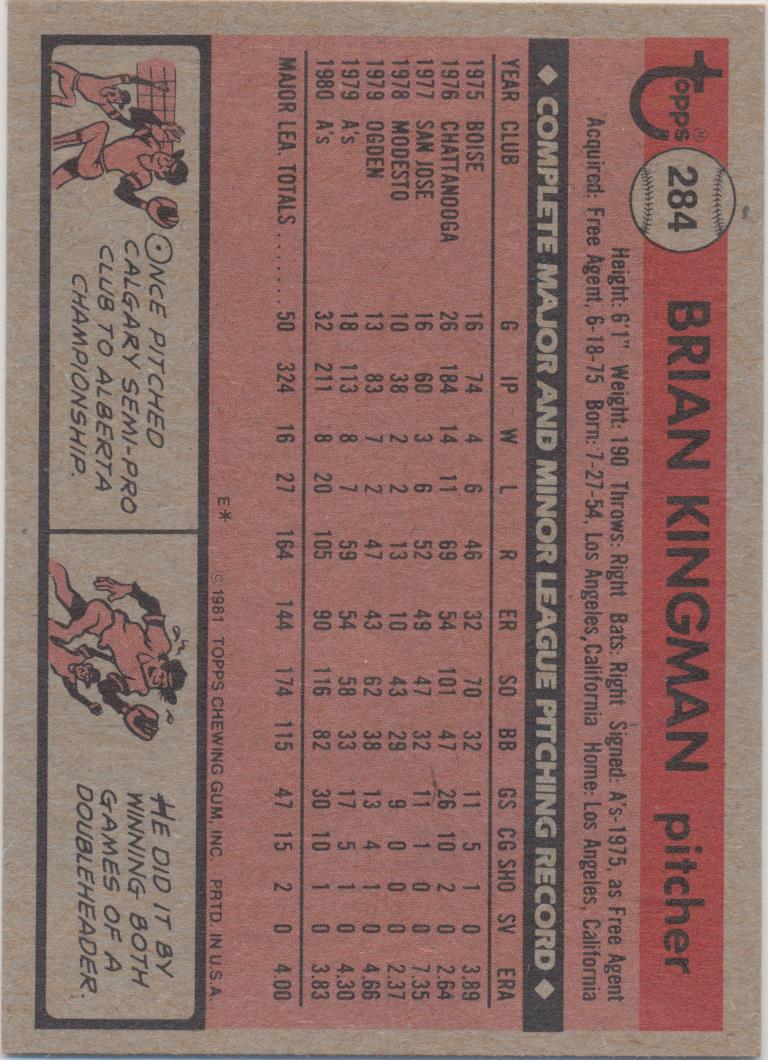 Topps®
284
BRIAN KINGMAN pitcher
Height: 6'1" Weight: 190 Throws: Right Bats: Right Signed: A's-1975, as Free Agent
Acquired: Free Agent, 6-18-75 Born: 7-27-54, Los Angeles, California Home: Los Angeles, California
◆ COMPLETE MAJOR AND MINOR LEAGUE PITCHING RECORD ◆
YEAR CLUB G IP W L R ER SO BB GS CG SHO SV ERA
1975 BOISE 16 74 4 6 46 32 70 32 11 5 1 0 3.89
1976 CHATTANOOGA 26 184 14 11 69 54 101 47 26 10 2 0 2.64
1977 SAN JOSE 16 60 3 6 52 49 47 32 11 1 0 0 7.35
1978 MODESTO 10 38 2 2 13 10 43 29 9 0 0 0 2.37
1979 OGDEN 13 83 7 2 47 43 62 38 13 4 1 0 4.66
1979 A's 18 113 8 7 59 54 58 33 17 5 1 0 4.30
1980 A's 32 211 8 20 105 90 116 82 30 10 1 0 3.83
MAJOR LEA. TOTALS ....... 50 324 16 27 164 144 174 115 47 15 2 0 4.00
E* © 1981 TOPPS CHEWING GUM, INC. PRTD. IN U.S.A.
ONCE PITCHED
CALGARY SEMI-PRO
CLUB TO ALBERTA
CHAMPIONSHIP.
HE DID IT BY
WINNING BOTH
GAMES OF A
DOUBLEHEADER.